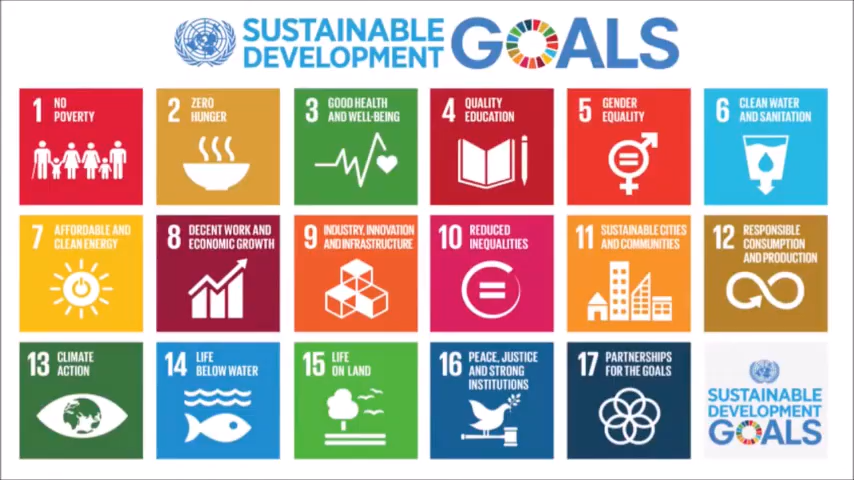 SUSTAINABLE
DEVELOPMENT
GOALS
1 NO
POVERTY
2 ZERO
HUNGER
3 GOOD HEALTH
AND WELL-BEING
4 QUALITY
EDUCATION
5 GENDER
EQUALITY
6 CLEAN WATER
AND SANITATION
7 AFFORDABLE AND
CLEAN ENERGY
8 DECENT WORK AND
ECONOMIC GROWTH
9 INDUSTRY, INNOVATION
AND INFRASTRUCTURE
10 REDUCED
INEQUALITIES
11 SUSTAINABLE CITIES
AND COMMUNITIES
12 RESPONSIBLE
CONSUMPTION
AND PRODUCTION
13 CLIMATE
ACTION
14 LIFE
BELOW WATER
15 LIFE
ON LAND
16 PEACE, JUSTICE
AND STRONG
INSTITUTIONS
17 PARTNERSHIPS
FOR THE GOALS
SUSTAINABLE
DEVELOPMENT
GOALS